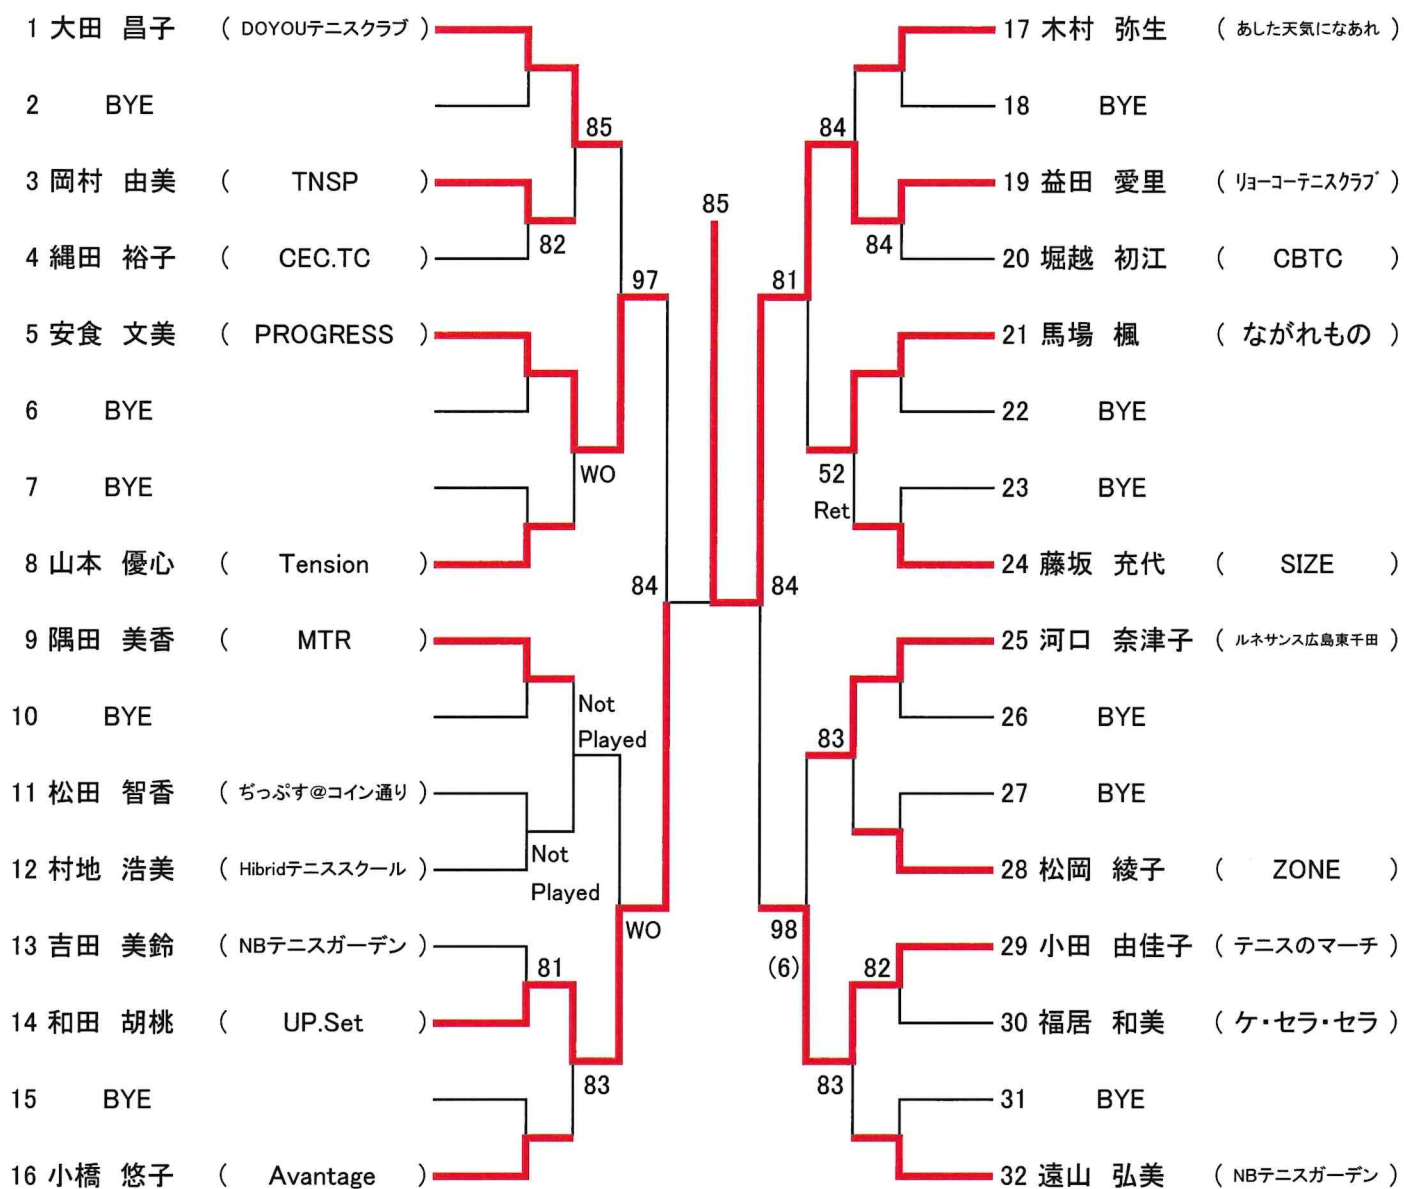 1 大田 昌子 ( DOYOUテニスクラブ )
2 BYE
3 岡村 由美 ( TNSP )
4 縄田 裕子 ( CEC.TC )
5 安食 文美 ( PROGRESS )
6 BYE
7 BYE
8 山本 優心 ( Tension )
9 隅田 美香 ( MTR )
10 BYE
11 松田 智香 ( ぢっぷす@コイン通り )
12 村地 浩美 ( Hibridテニススクール )
13 吉田 美鈴 ( NBテニスガーデン )
14 和田 胡桃 ( UP.Set )
15 BYE
16 小橋 悠子 ( Avantage )
85
82
97
WO
84
Not
Played
Not
Played
WO
81
83
85
84
84
81
52
Ret
84
83
98
(6)
82
83
17 木村 弥生 ( あした天気になあれ )
18 BYE
19 益田 愛里 ( リョーコーテニスクラブ )
20 堀越 初江 ( CBTC )
21 馬場 楓 ( ながれもの )
22 BYE
23 BYE
24 藤坂 充代 ( SIZE )
25 河口 奈津子 ( ルネサンス広島東千田 )
26 BYE
27 BYE
28 松岡 綾子 ( ZONE )
29 小田 由佳子 ( テニスのマーチ )
30 福居 和美 ( ケ・セラ・セラ )
31 BYE
32 遠山 弘美 ( NBテニスガーデン )